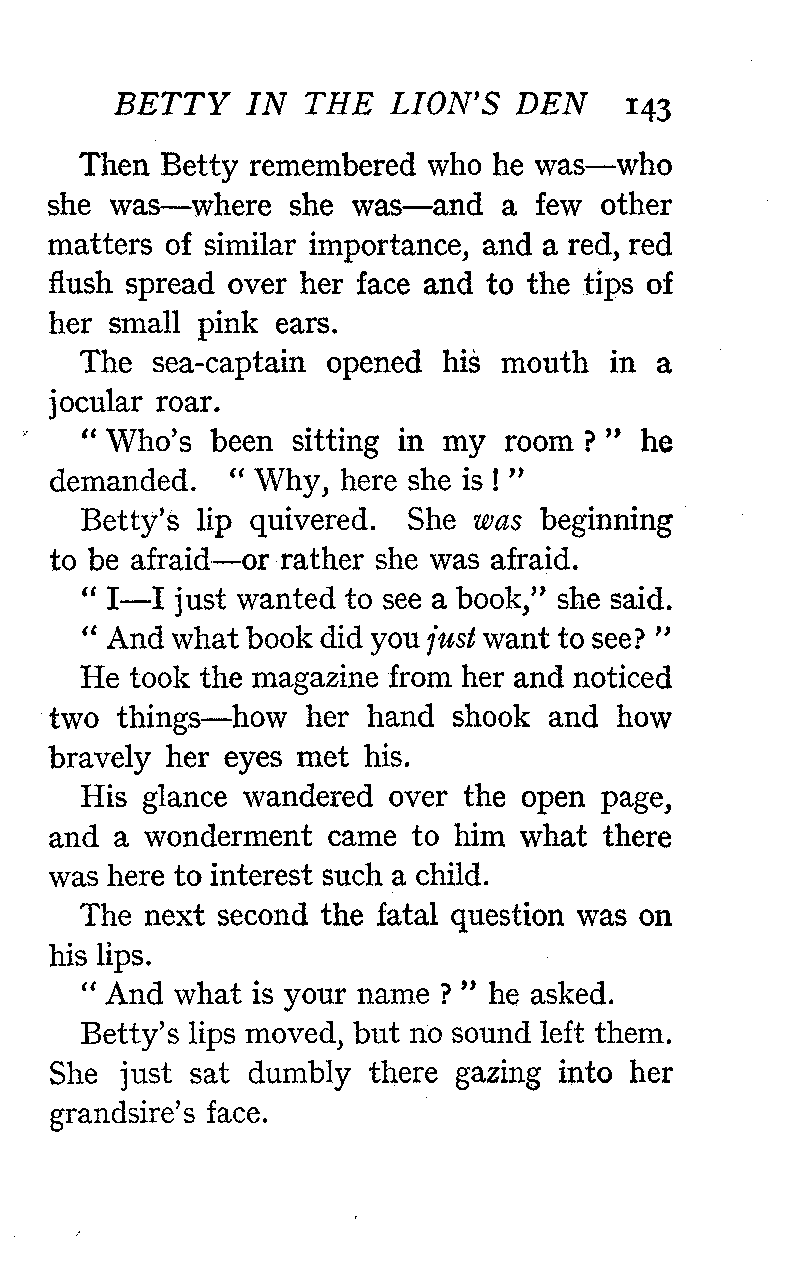 BETTY IN THE LION'S DEN 143
Then Betty remembered who he was—who
she was—where she was—and a few other
matters of similar importance, and a red, red
flush spread over her face and to the tips of
her small pink ears.
The sea-captain opened his mouth in a
jocular roar.
“ Who's been sitting in my room ? ” he
demanded. “ Why, here she is ! ”
Betty's lip quivered. She was beginning
to be afraid—or rather she was afraid.
“ I—I just wanted to see a book,” she said.
“ And what book did you just want to see? ”
He took the magazine from her and noticed
two things—how her hand shook and how
bravely her eyes met his.
His glance wandered over the open page,
and a wonderment came to him what there
was here to interest such a child.
The next second the fatal question was on
his lips.
“ And what is your name ? ” he asked.
Betty's lips moved, but no sound left them.
She just sat dumbly there gazing into her
grandsire's face.